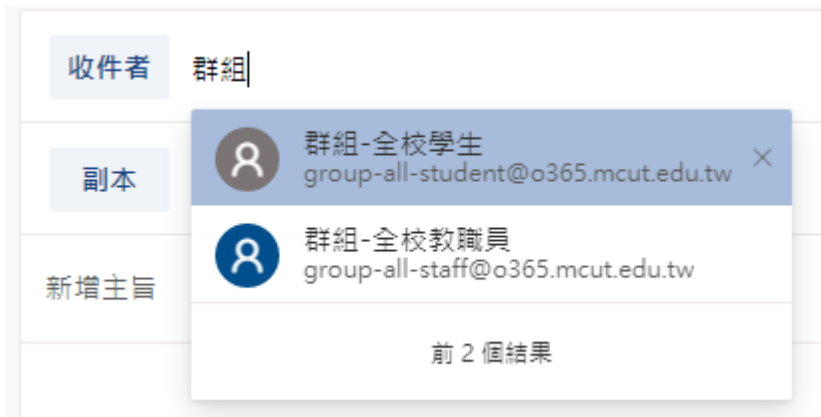 收件者 群組
群組-全校學生
group-all-student@o365.mcut.edu.tw
副本
群組-全校教職員
group-all-staff@o365.mcut.edu.tw
新增主旨
前 2 個結果